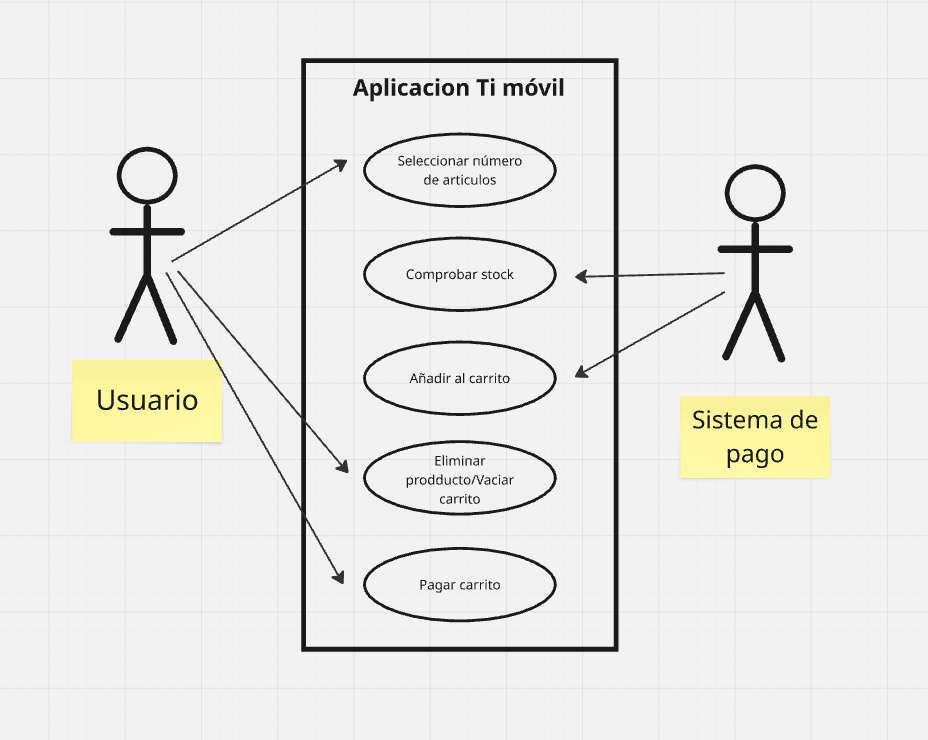 Aplicacion Ti móvil
Seleccionar número
de articulos
Comprobar stock
Añadir al carrito
Eliminar
prodducto/Vaciar
carrito
Pagar carrito
Usuario
Sistema de
pago